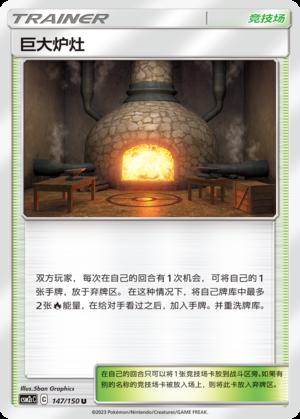 TRAINER 竞技场
巨大炉灶
双方玩家，每次在自己的回合有1次机会，可将自己的1
张手牌，放于弃牌区。在这种情况下，将自己牌库中最多
2张能量，在给对手看过之后，加入手牌。并重洗牌库。
在自己的回合只可以将1张竞技场卡放到战斗区旁。如果有
别的名称的竞技场卡被放入场上，则将此卡放入弃牌区。
Illus.5ban Graphics
CSM2c C C 147/150 U
©2023 Pokémon/Nintendo/Creatures/GAME FREAK.